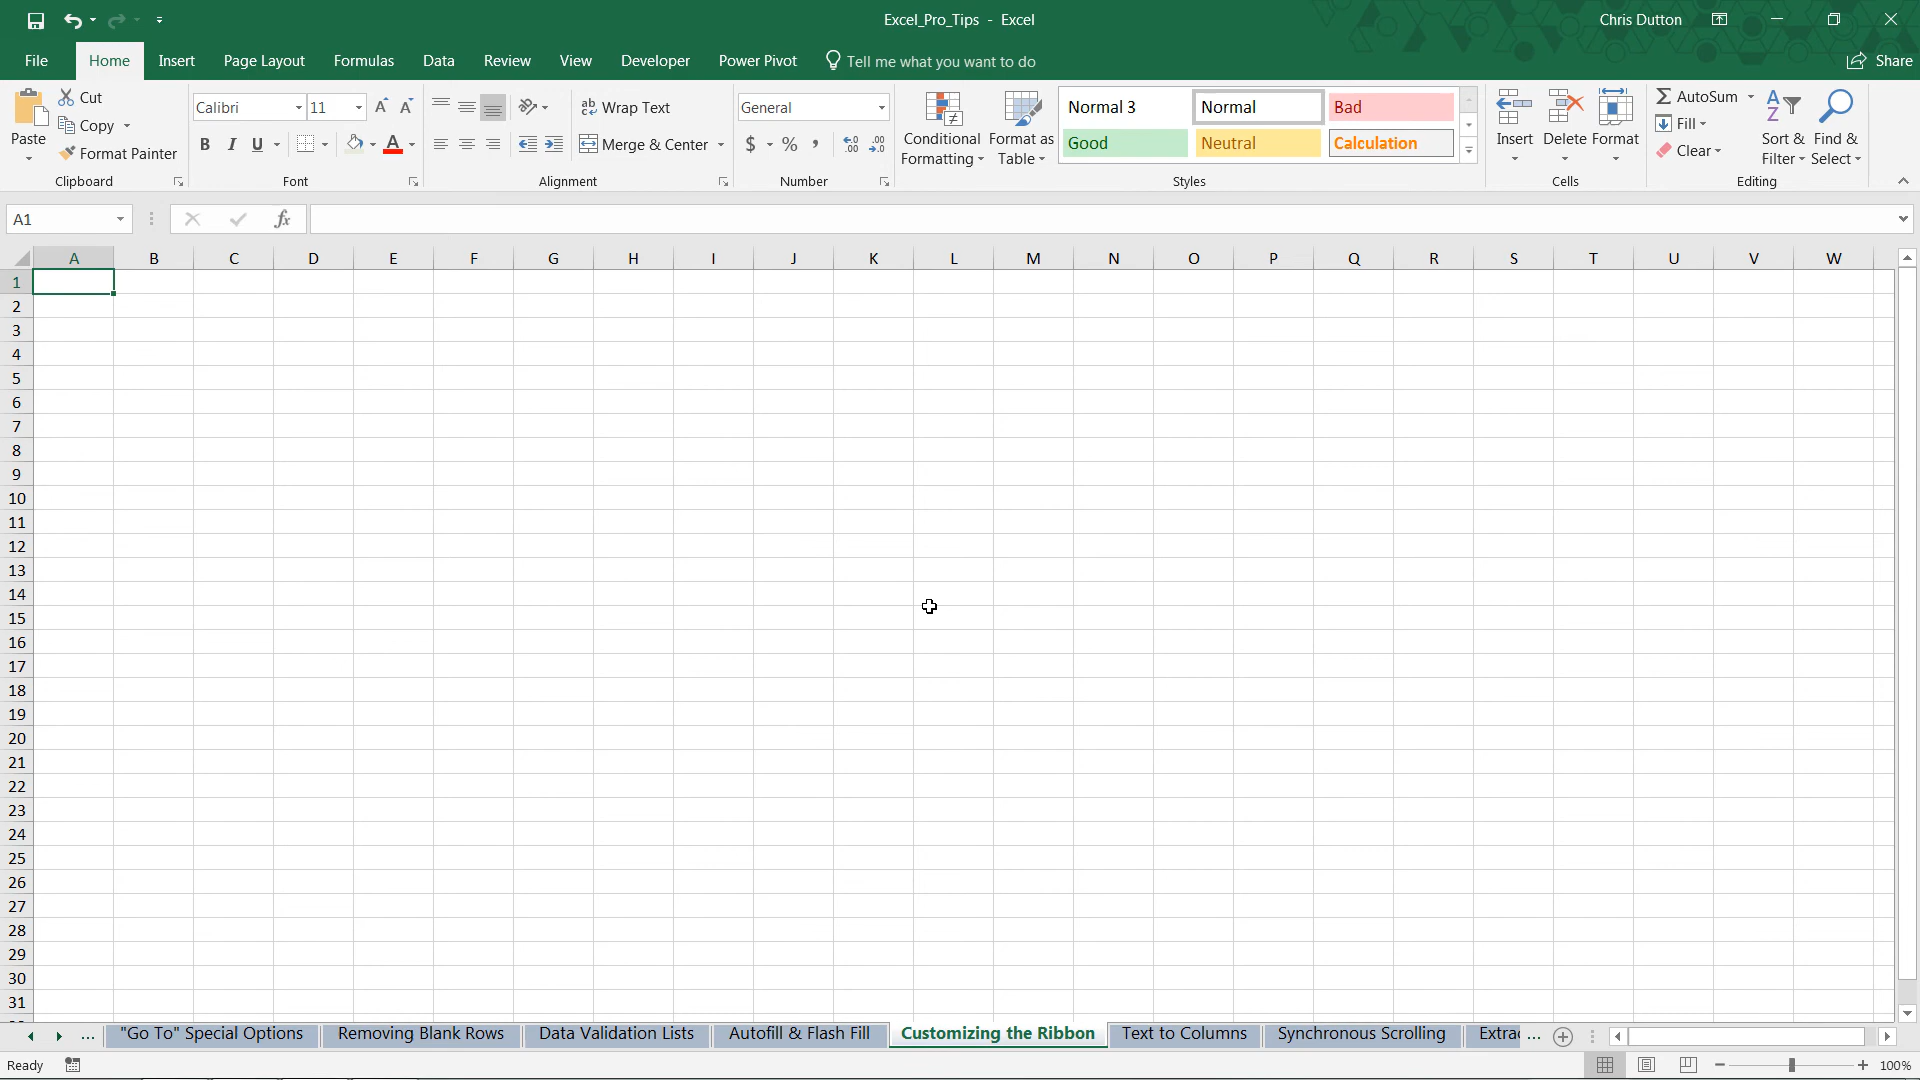 Excel_Pro_Tips - Excel
Chris Dutton
File Home Insert Page Layout Formulas Data Review View Developer Power Pivot Tell me what you want to do Share
Paste
Cut
Copy
Format Painter
Clipboard
Calibri 11
B I U A
Font
ab Wrap Text
Merge & Center
Alignment
General
$ % ,
Number
Conditional Formatting
Format as Table
Normal 3 Normal Bad
Good Neutral Calculation
Styles
Insert Delete Format
Cells
AutoSum
Fill
Clear
Sort & Filter
Find & Select
Editing
A1 fx
A B C D E F G H I J K L M N O P Q R S T U V W
1
2
3
4
5
6
7
8
9
10
11
12
13
14
15
16
17
18
19
20
21
22
23
24
25
26
27
28
29
30
31
... "Go To" Special Options Removing Blank Rows Data Validation Lists Autofill & Flash Fill Customizing the Ribbon Text to Columns Synchronous Scrolling Extrac ...
Ready 100%